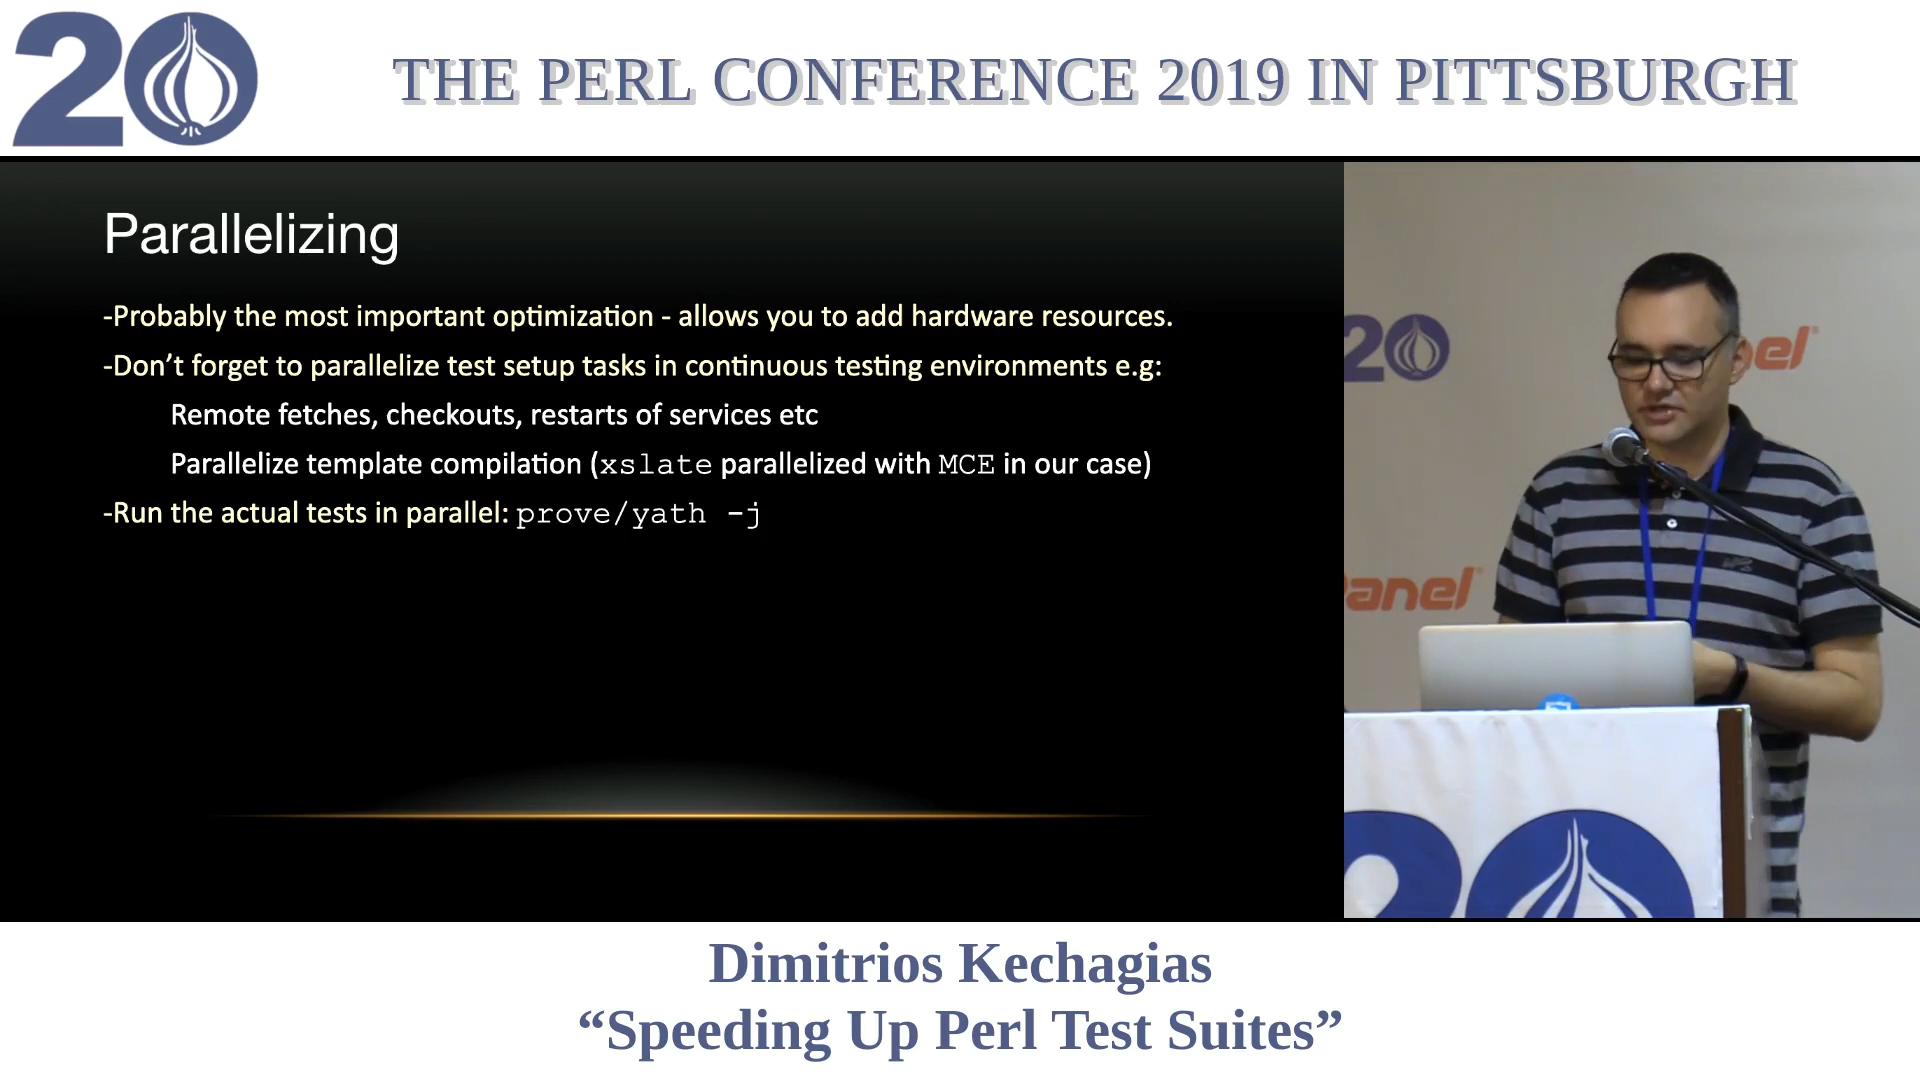 20
THE PERL CONFERENCE 2019 IN PITTSBURGH
Parallelizing
-Probably the most important optimization - allows you to add hardware resources.
-Don’t forget to parallelize test setup tasks in continuous testing environments e.g:
Remote fetches, checkouts, restarts of services etc
Parallelize template compilation (xslate parallelized with MCE in our case)
-Run the actual tests in parallel: prove/yath -j
20
el
anel
20
Dimitrios Kechagias
“Speeding Up Perl Test Suites”